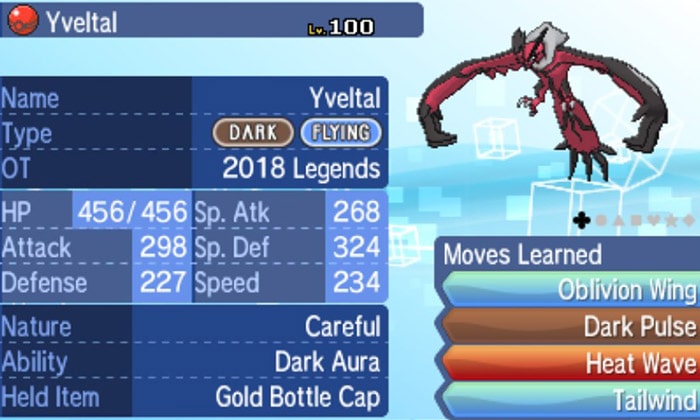 Yveltal Lv.100
Name Yveltal
Type DARK FLYING
OT 2018 Legends
HP 456/456 Sp. Atk 268
Attack 298 Sp. Def 324
Defense 227 Speed 234
Nature Careful
Ability Dark Aura
Held Item Gold Bottle Cap
Moves Learned
Oblivion Wing
Dark Pulse
Heat Wave
Tailwind